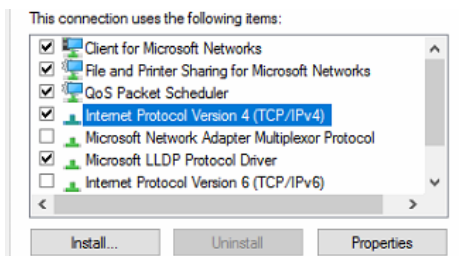 This connection uses the following items:
Client for Microsoft Networks
File and Printer Sharing for Microsoft Networks
QoS Packet Scheduler
Internet Protocol Version 4 (TCP/IPv4)
Microsoft Network Adapter Multiplexor Protocol
Microsoft LLDP Protocol Driver
Internet Protocol Version 6 (TCP/IPv6)
Install... Uninstall Properties